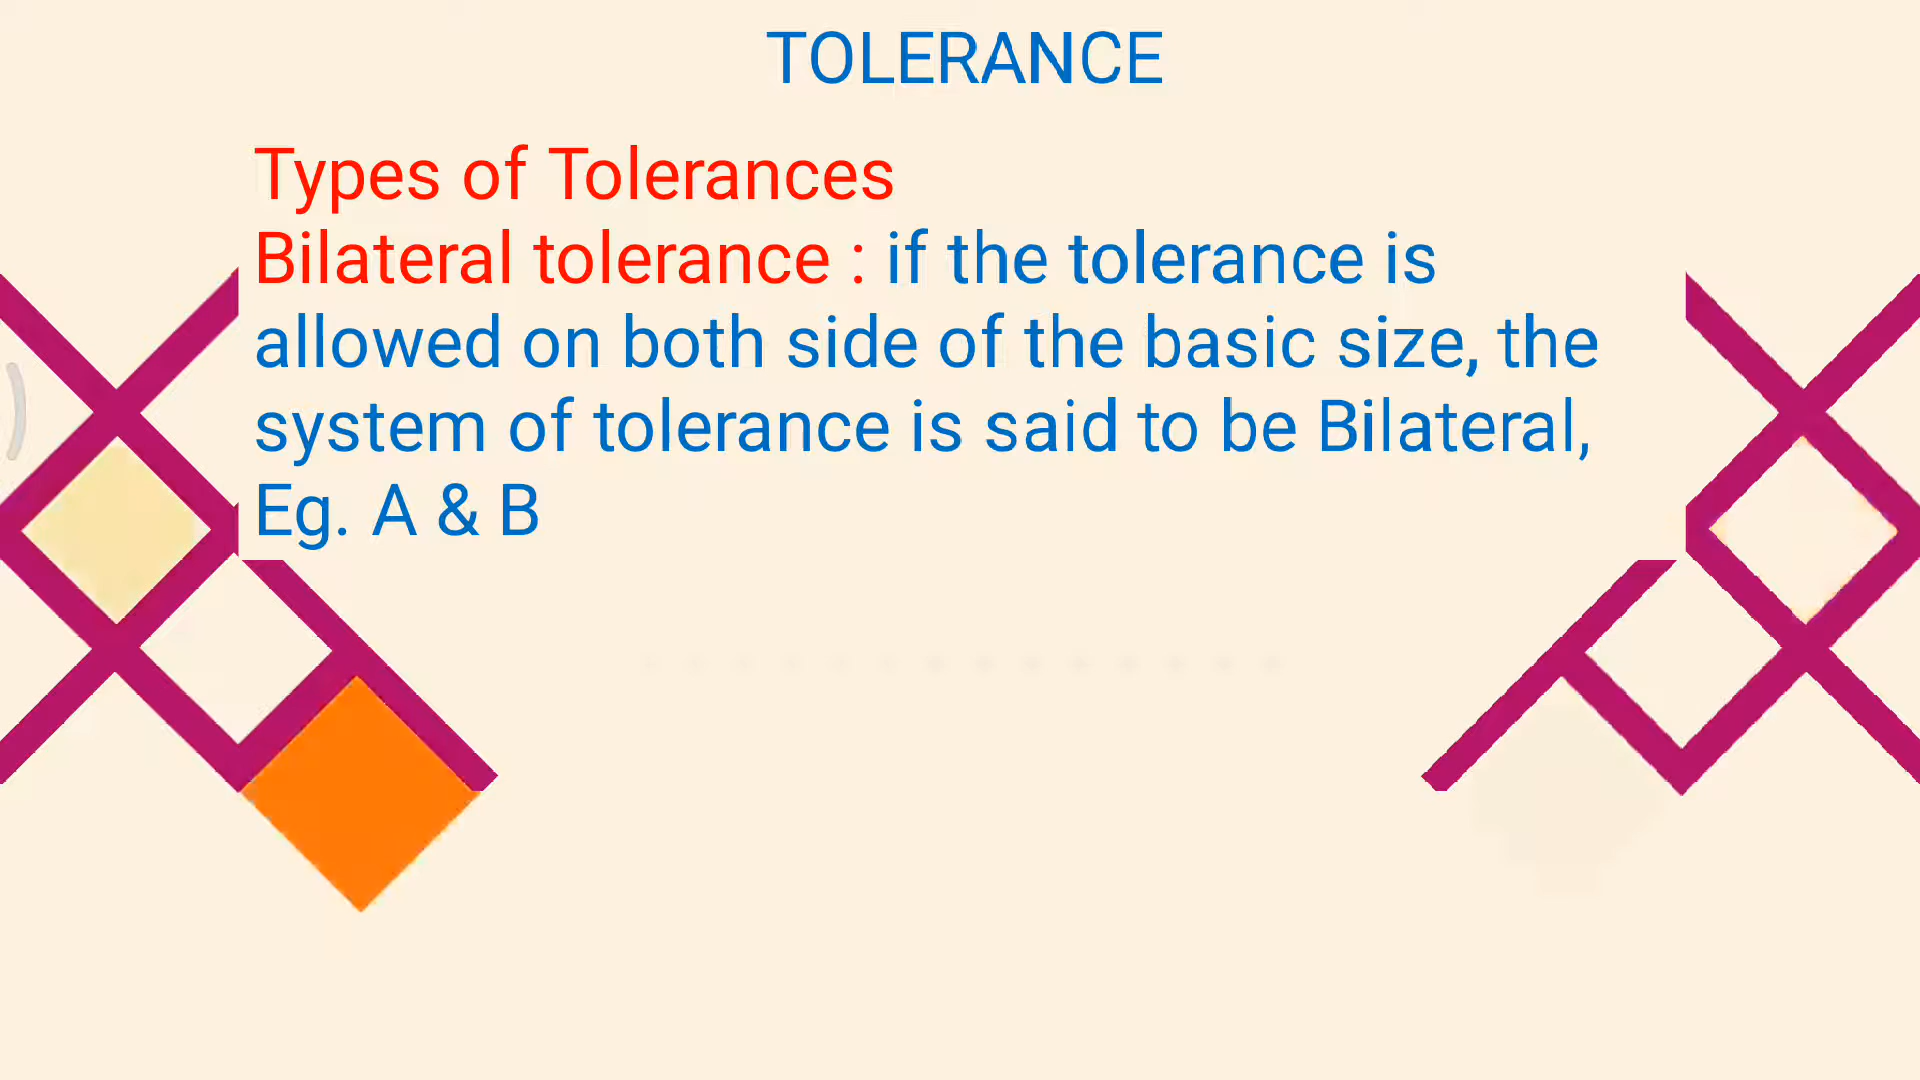 TOLERANCE
Types of Tolerances
Bilateral tolerance : if the tolerance is
allowed on both side of the basic size, the
system of tolerance is said to be Bilateral,
Eg. A & B